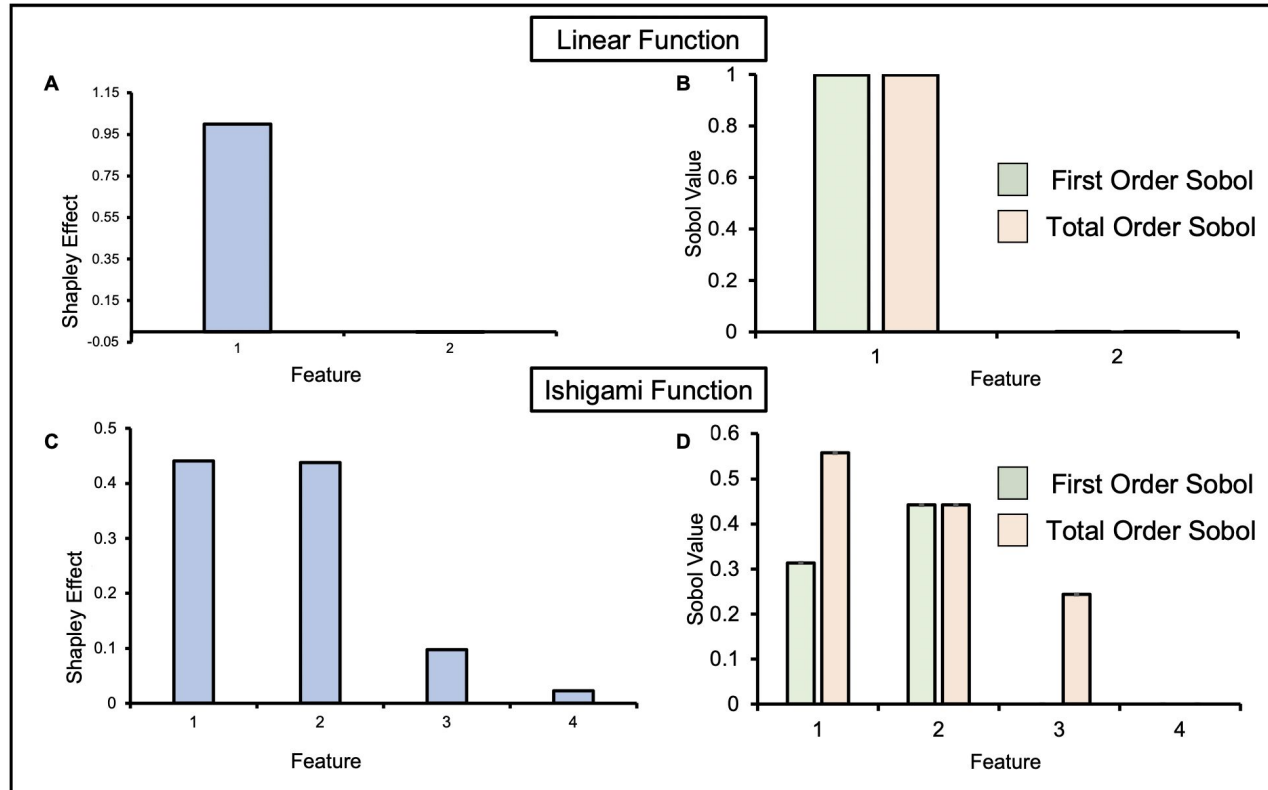 Linear Function
A
1.15
0.95
0.75
0.55
0.35
0.15
-0.05
Shapley Effect
1 2
Feature
B
1
0.8
0.6
0.4
0.2
0
Sobol Value
First Order Sobol
Total Order Sobol
1 2
Feature
Ishigami Function
C
0.5
0.4
0.3
0.2
0.1
0
Shapley Effect
1 2 3 4
Feature
D
0.6
0.5
0.4
0.3
0.2
0.1
0
Sobol Value
First Order Sobol
Total Order Sobol
1 2 3 4
Feature